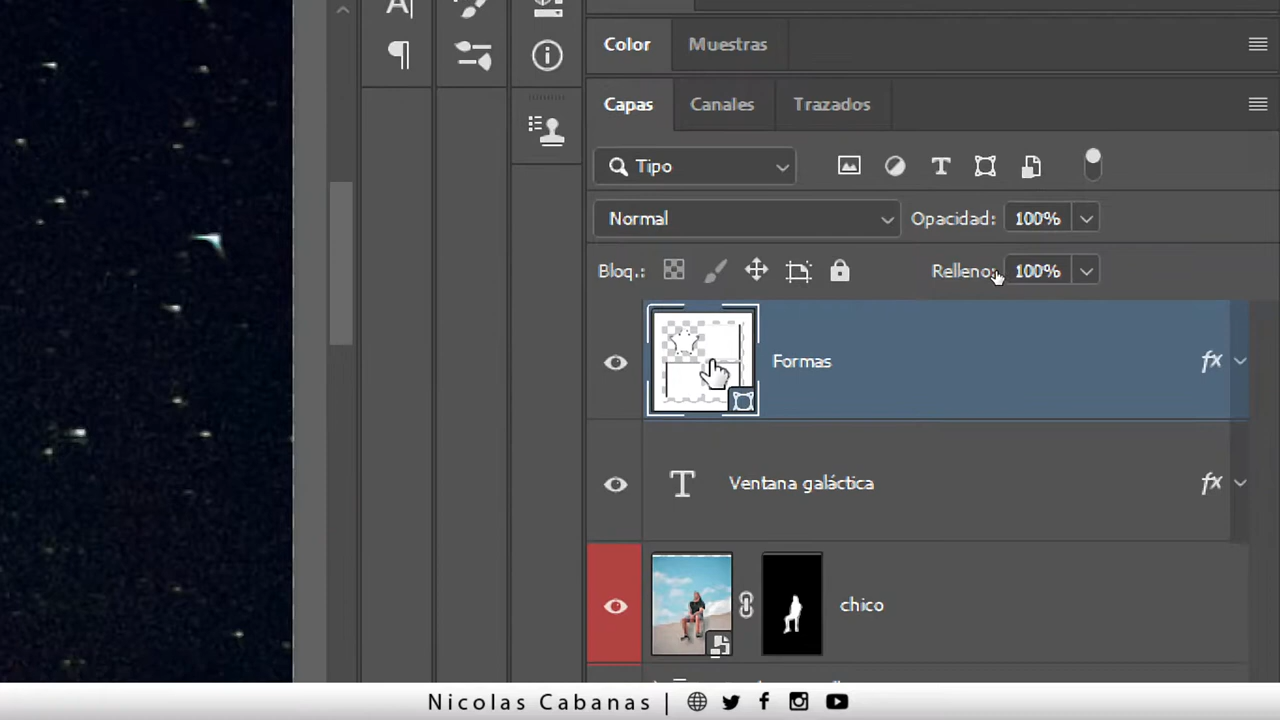 Color Muestras
Capas Canales Trazados
Tipo
Normal Opacidad: 100%
Bloq.: Relleno: 100%
Formas fx
Ventana galáctica fx
chico
Nicolas Cabanas |